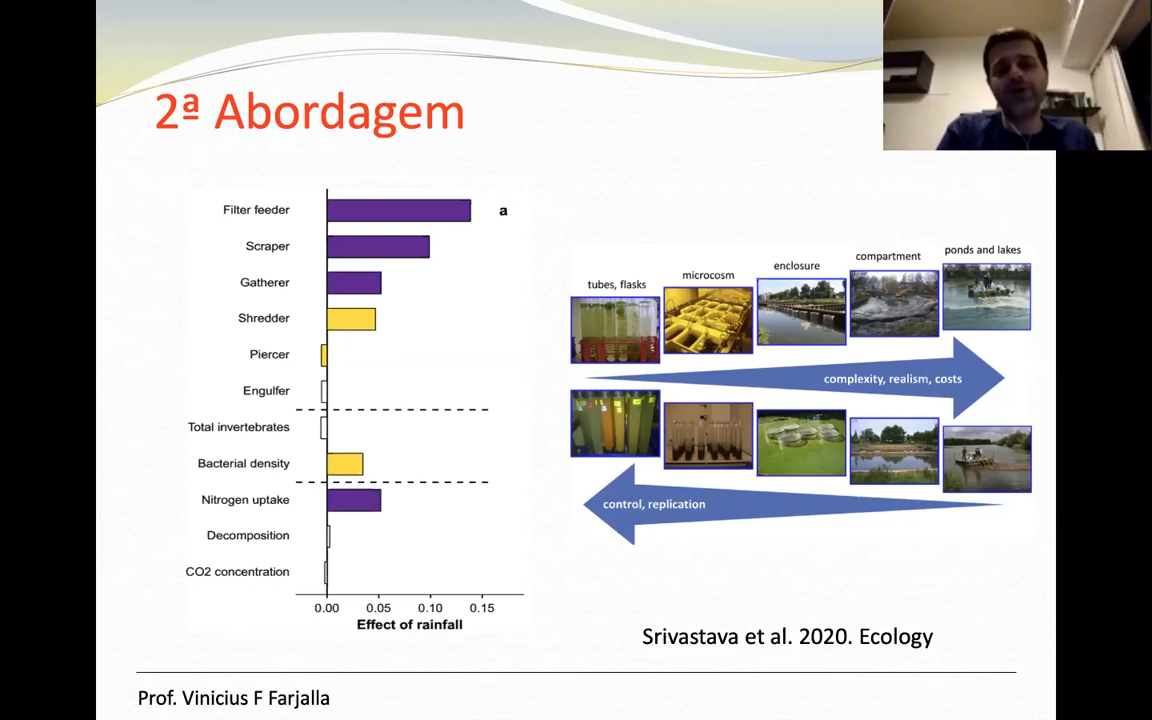 2ª Abordagem
Filter feeder
a
Scraper
Gatherer
Shredder
Piercer
Engulfer
Total invertebrates
Bacterial density
Nitrogen uptake
Decomposition
CO2 concentration
0.00 0.05 0.10 0.15
Effect of rainfall
tubes, flasks
microcosm
enclosure
compartment
ponds and lakes
complexity, realism, costs
control, replication
Srivastava et al. 2020. Ecology
Prof. Vinicius F Farjalla